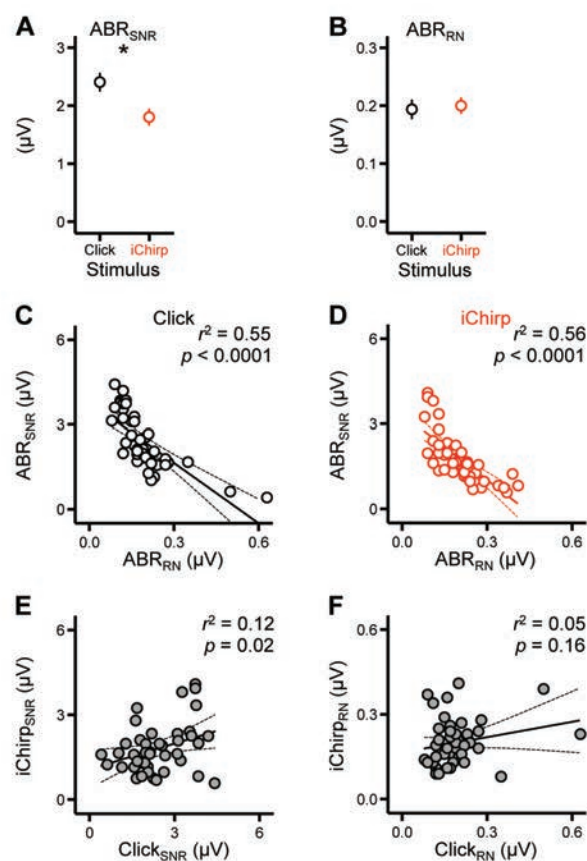 A ABR_SNR
*
3
2
1
0
(μV)
Click iChirp
Stimulus
B ABR_RN
0.3
0.2
0.1
0.0
(μV)
Click iChirp
Stimulus
C Click
r² = 0.55
p < 0.0001
6
3
0
ABR_SNR (μV)
0.0 0.3 0.6
ABR_RN (μV)
D iChirp
r² = 0.56
p < 0.0001
6
3
0
ABR_SNR (μV)
0.0 0.3 0.6
ABR_RN (μV)
E
r² = 0.12
p = 0.02
6
3
0
iChirp_SNR (μV)
0 3 6
Click_SNR (μV)
F
r² = 0.05
p = 0.16
0.6
0.3
0.0
iChirp_RN (μV)
0.0 0.3 0.6
Click_RN (μV)